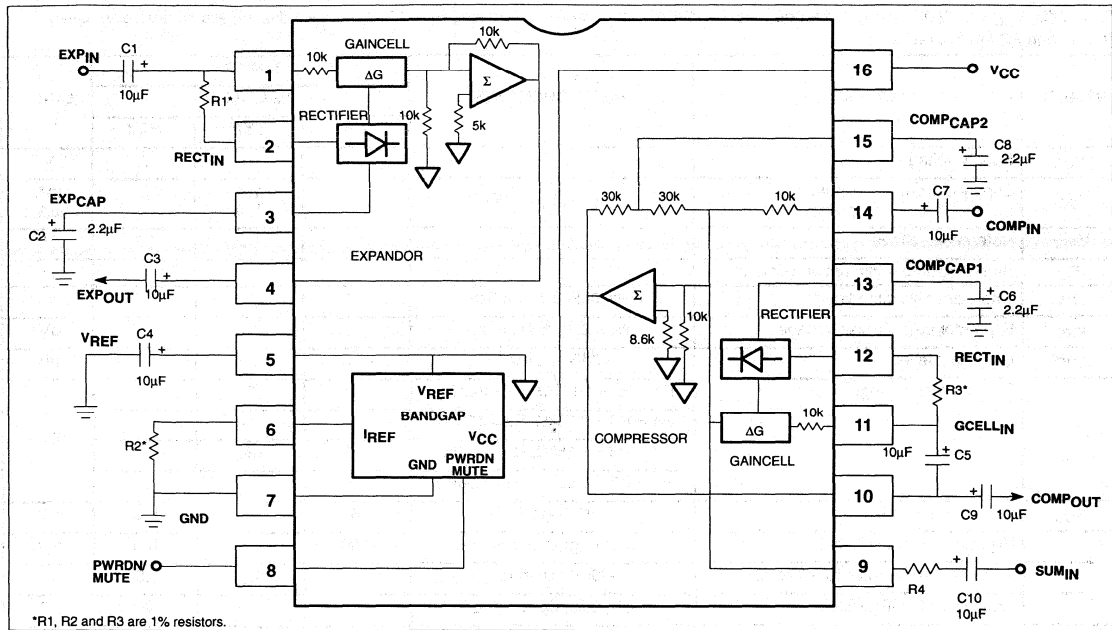 EXPIN
C1
+
10µF
R1*
RECTIN
1
2
3
4
5
6
7
8
10k
GAINCELL
ΔG
10k
Σ
10k
5k
RECTIFIER
EXPCAP
+
C2
2.2µF
C3
+
10µF
EXPOUT
EXPANDOR
VREF
C4
+
10µF
R2*
GND
PWRDN/
MUTE
VREF
BANDGAP
IREF
VCC
GND
PWRDN
MUTE
16
VCC
15
COMPCAP2
+
C8
2.2µF
30k
30k
10k
14
C7
+
10µF
COMPIN
13
COMPCAP1
+
C6
2.2µF
Σ
8.6k
10k
RECTIFIER
12
RECTIN
R3*
COMPRESSOR
ΔG
10k
GAINCELL
11
GCELLIN
10µF
+
C5
10
+
C9
10µF
COMPOUT
9
R4
+
C10
10µF
SUMIN
*R1, R2 and R3 are 1% resistors.